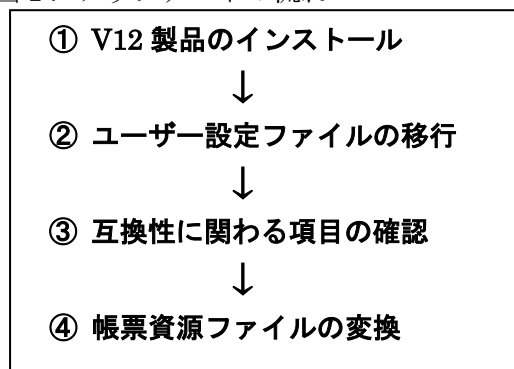 ① V12 製品のインストール
↓
② ユーザー設定ファイルの移行
↓
③ 互換性に関わる項目の確認
↓
④ 帳票資源ファイルの変換